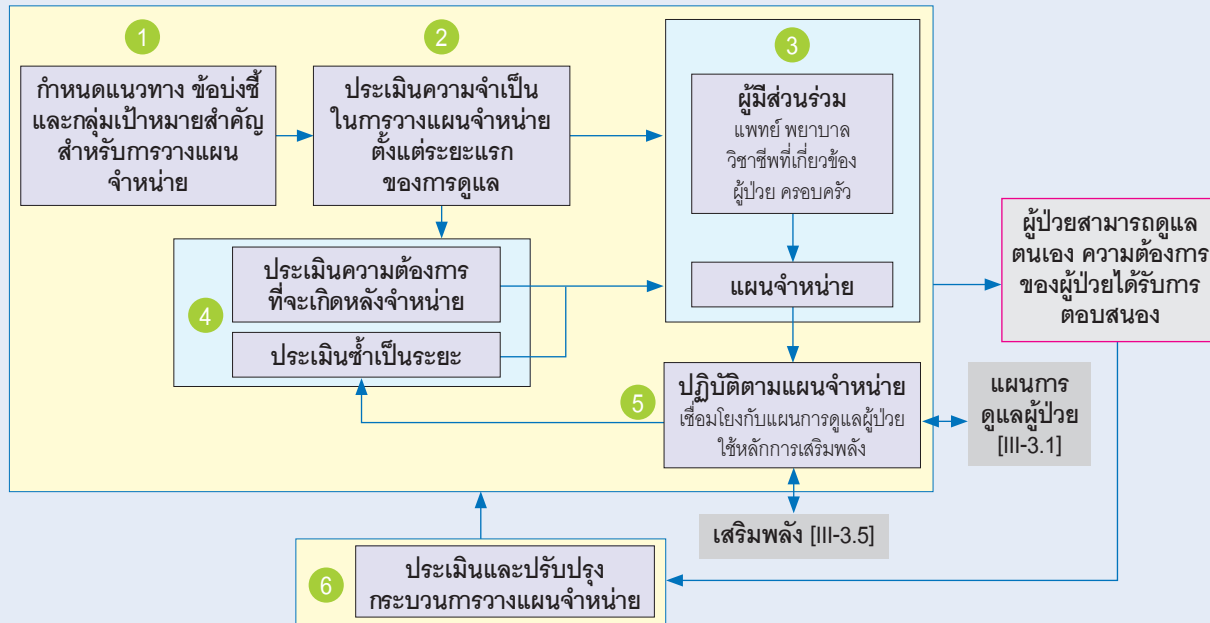 1
กำหนดแนวทาง ข้อบ่งชี้
และกลุ่มเป้าหมายสำคัญ
สำหรับการวางแผน
จำหน่าย
2
ประเมินความจำเป็น
ในการวางแผนจำหน่าย
ตั้งแต่ระยะแรก
ของการดูแล
3
ผู้มีส่วนร่วม
แพทย์ พยาบาล
วิชาชีพที่เกี่ยวข้อง
ผู้ป่วย ครอบครัว
แผนจำหน่าย
4
ประเมินความต้องการ
ที่จะเกิดหลังจำหน่าย
ประเมินซ้ำเป็นระยะ
5
ปฏิบัติตามแผนจำหน่าย
เชื่อมโยงกับแผนการดูแลผู้ป่วย
ใช้หลักการเสริมพลัง
ผู้ป่วยสามารถดูแล
ตนเอง ความต้องการ
ของผู้ป่วยได้รับการ
ตอบสนอง
แผนการ
ดูแลผู้ป่วย
[III-3.1]
เสริมพลัง [III-3.5]
6
ประเมินและปรับปรุง
กระบวนการวางแผนจำหน่าย